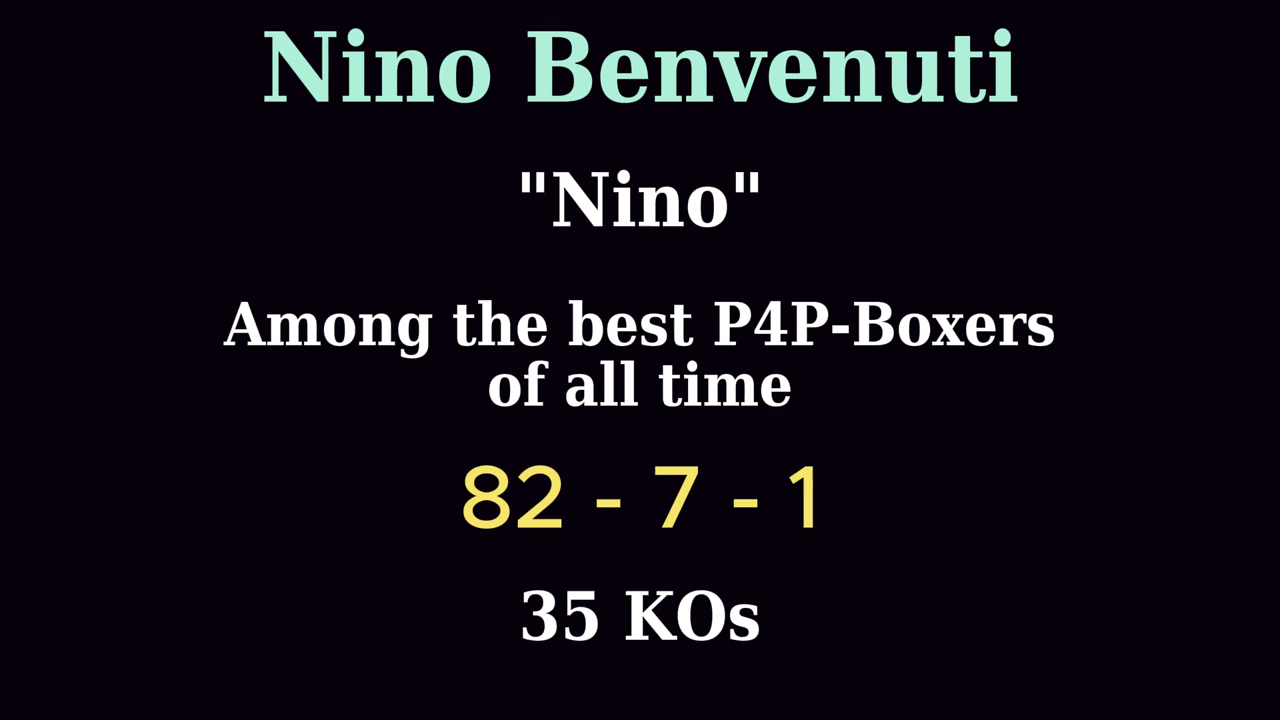 Nino Benvenuti
"Nino"
Among the best P4P-Boxers
of all time
82 - 7 - 1
35 KOs